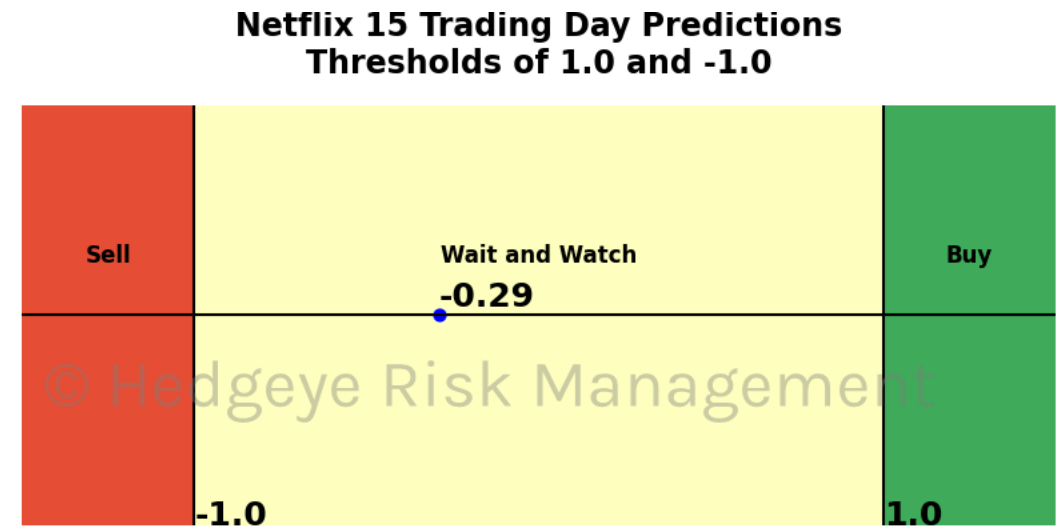 Netflix 15 Trading Day Predictions
Thresholds of 1.0 and -1.0
Sell
Wait and Watch
Buy
-0.29
© Hedgeye Risk Management
-1.0
1.0